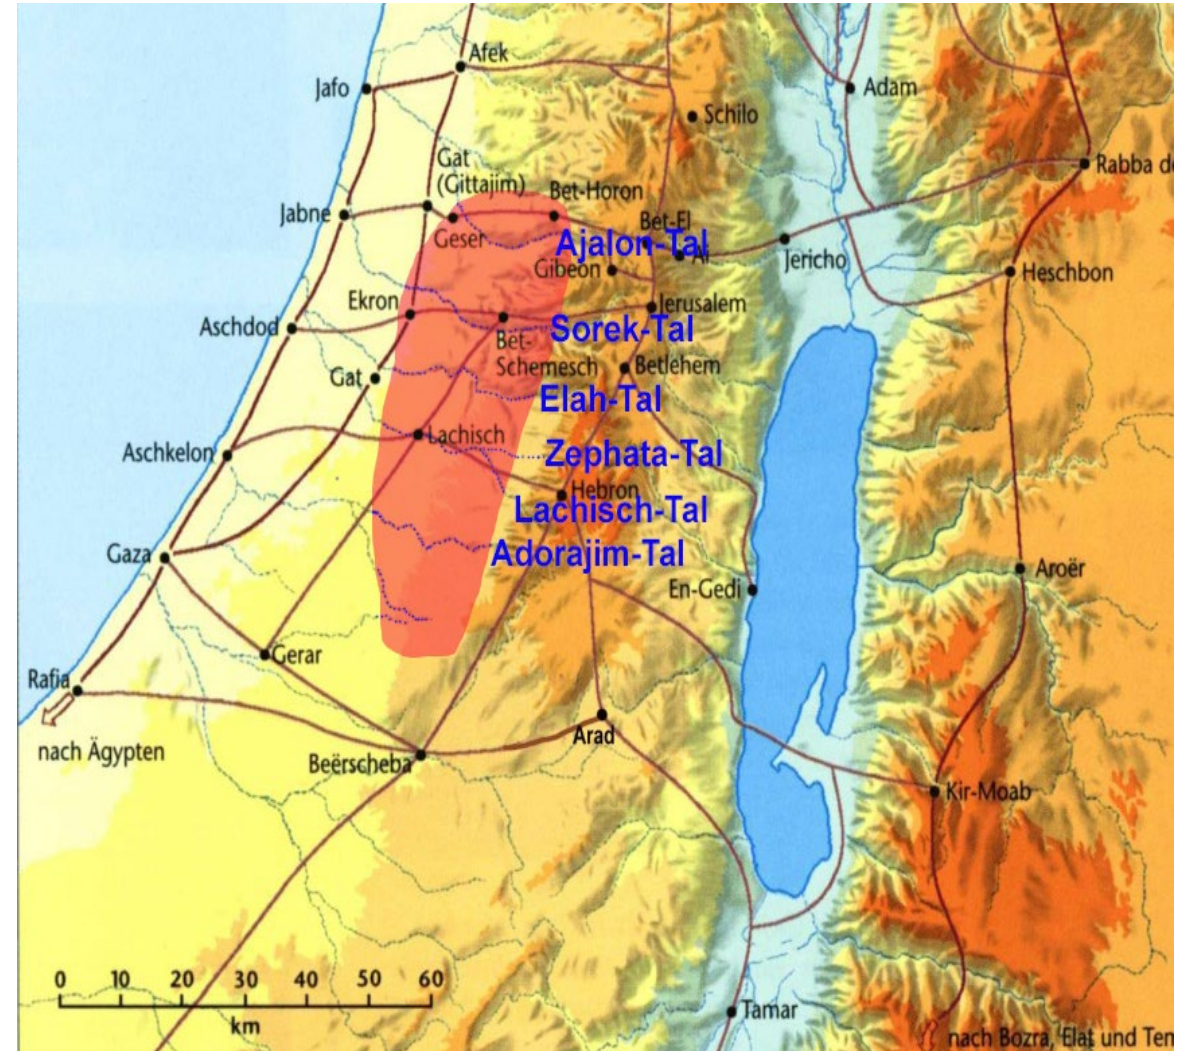 Afek
Jafo
Adam
Schilo
Gat
(Gittajim)
Rabba de
Bet-Horon
Jabne
Bet-El
Geser
Ajalon-Tal
Ai
Gibeon
Jericho
Heschbon
Ekron
Jerusalem
Aschdod
Sorek-Tal
Bet-
Schemesch
Betlehem
Gat
Elah-Tal
Lachisch
Aschkelon
Zephata-Tal
Hebron
Lachisch-Tal
Gaza
Adorajim-Tal
Aroër
En-Gedi
Gerar
Rafia
Arad
nach Ägypten
Beërscheba
Kir-Moab
0 10 20 30 40 50 60
km
Tamar
nach Bozra, Elat und Tem